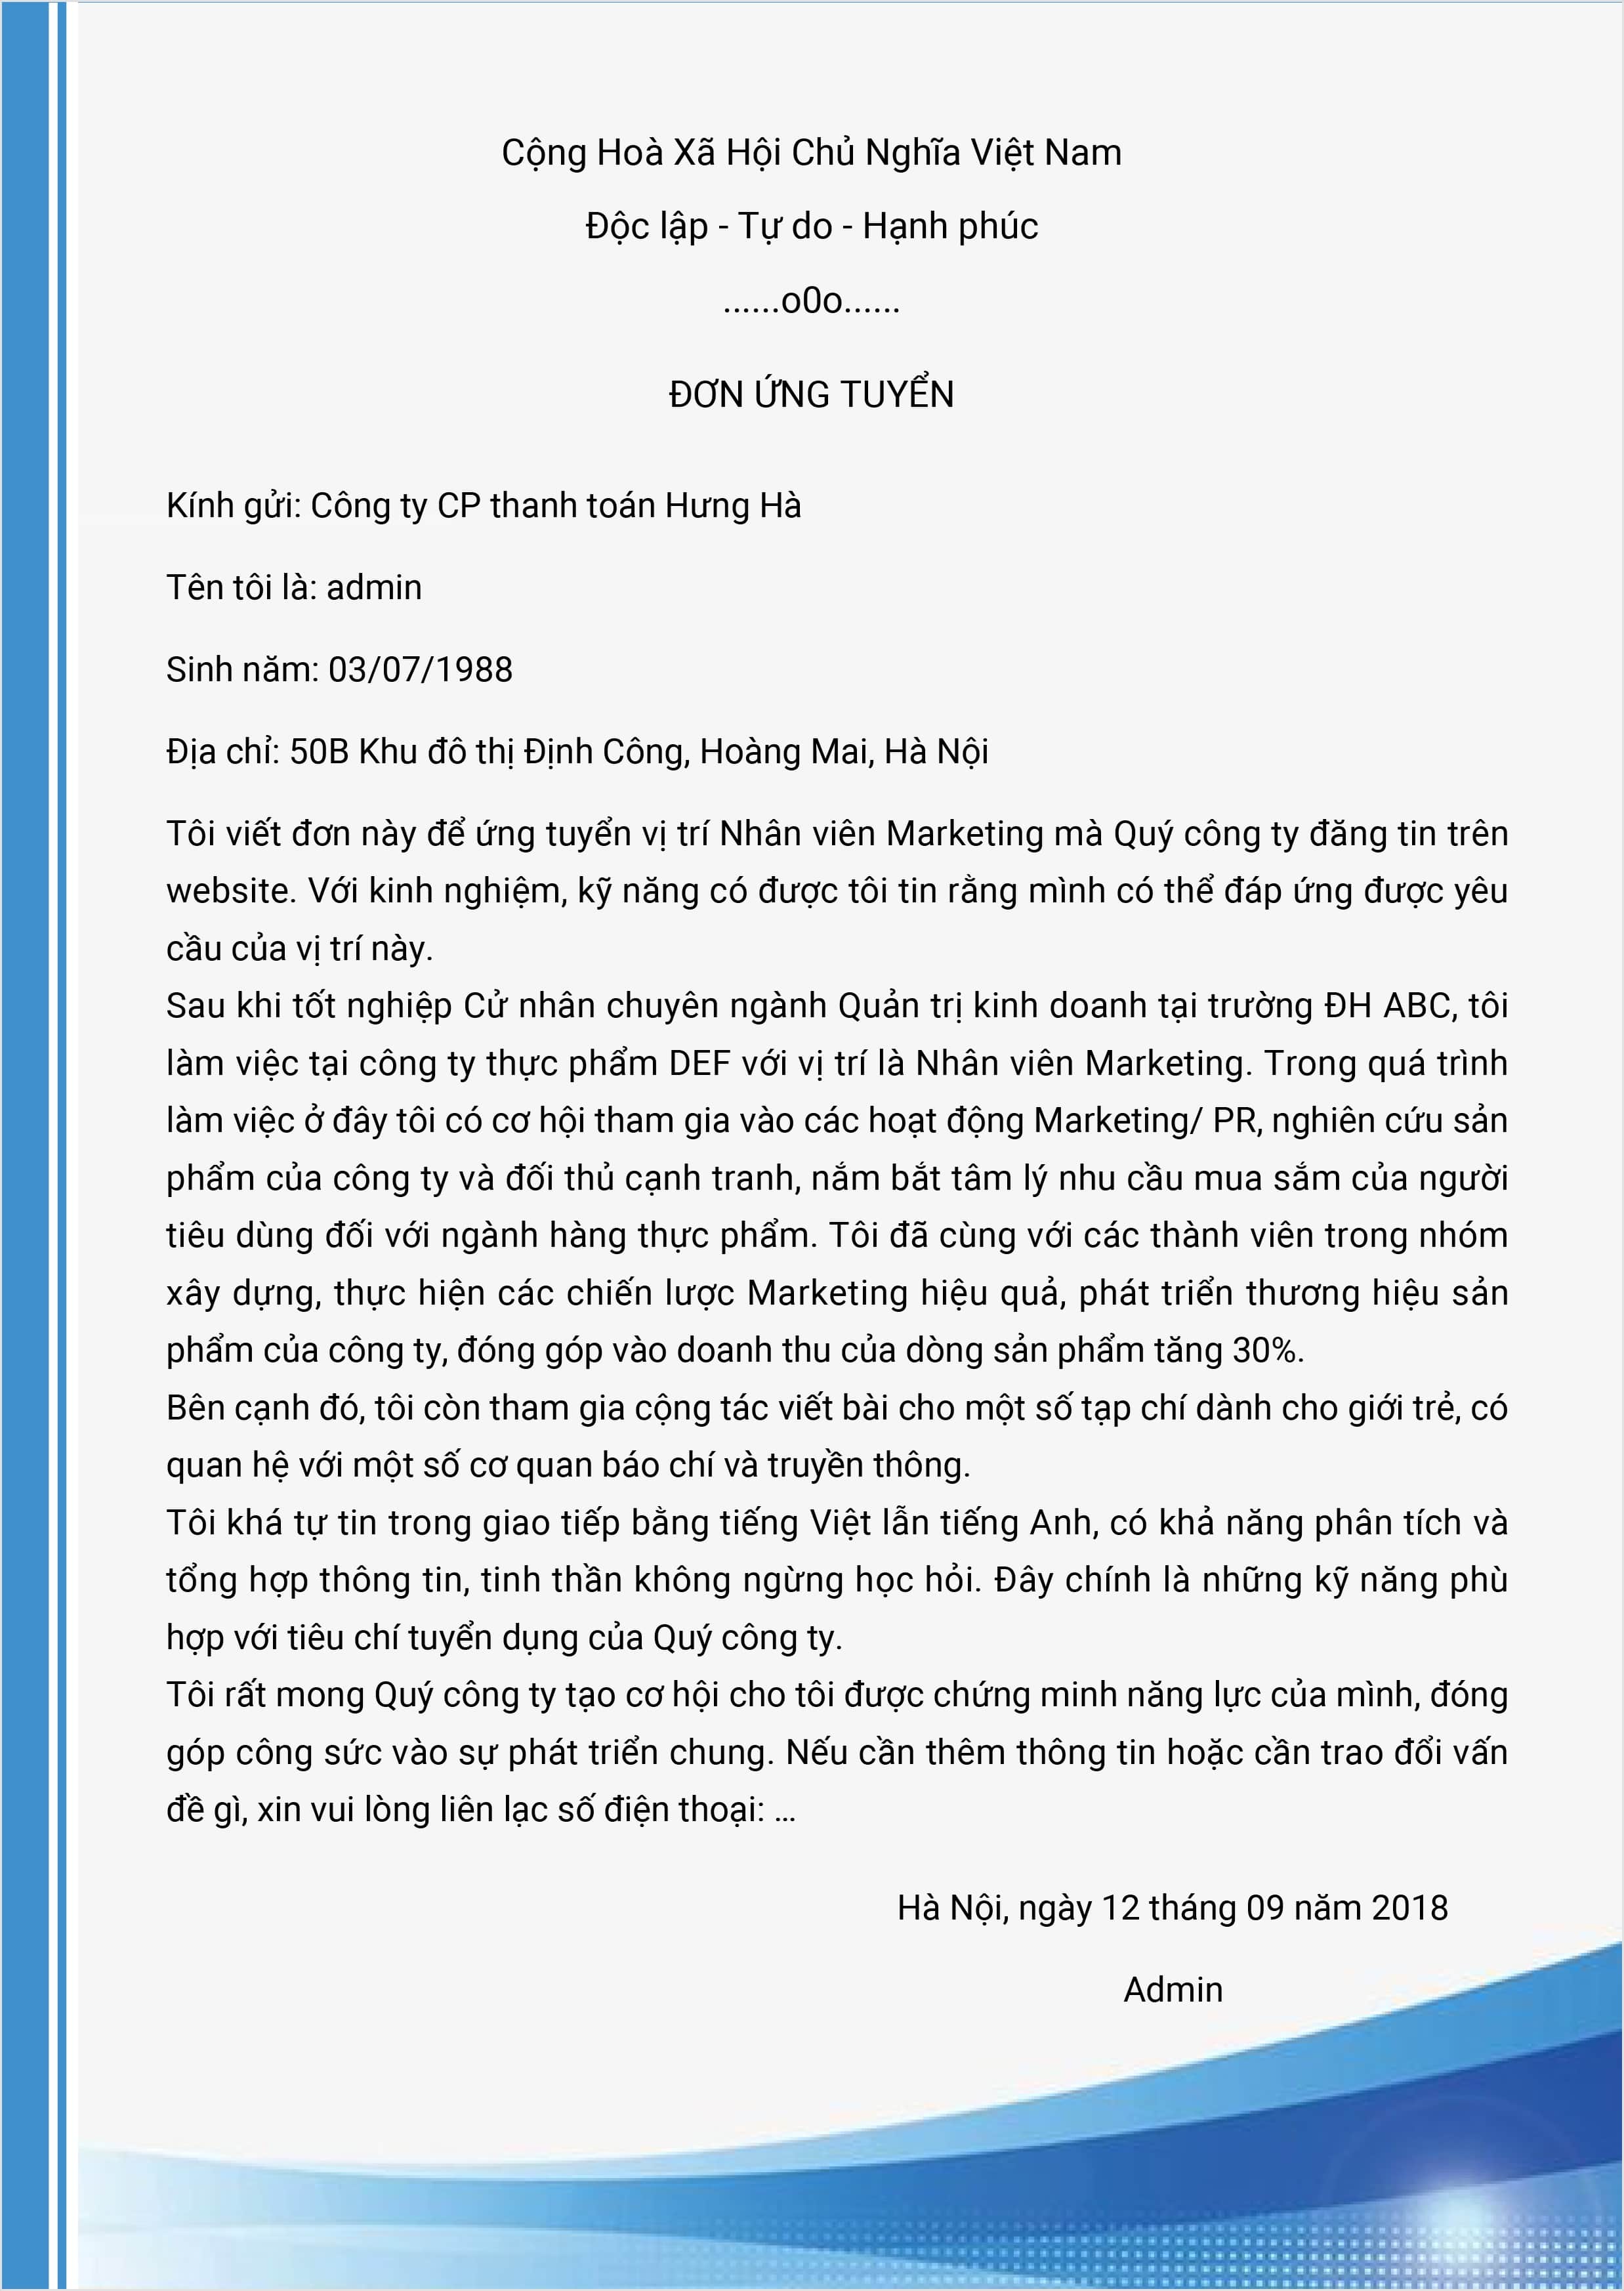 Cộng Hoà Xã Hội Chủ Nghĩa Việt Nam
Độc lập - Tự do - Hạnh phúc
......o0o......
ĐƠN ỨNG TUYỂN
Kính gửi: Công ty CP thanh toán Hưng Hà
Tên tôi là: admin
Sinh năm: 03/07/1988
Địa chỉ: 50B Khu đô thị Định Công, Hoàng Mai, Hà Nội
Tôi viết đơn này để ứng tuyển vị trí Nhân viên Marketing mà Quý công ty đăng tin trên
website. Với kinh nghiệm, kỹ năng có được tôi tin rằng mình có thể đáp ứng được yêu
cầu của vị trí này.
Sau khi tốt nghiệp Cử nhân chuyên ngành Quản trị kinh doanh tại trường ĐH ABC, tôi
làm việc tại công ty thực phẩm DEF với vị trí là Nhân viên Marketing. Trong quá trình
làm việc ở đây tôi có cơ hội tham gia vào các hoạt động Marketing/ PR, nghiên cứu sản
phẩm của công ty và đối thủ cạnh tranh, nắm bắt tâm lý nhu cầu mua sắm của người
tiêu dùng đối với ngành hàng thực phẩm. Tôi đã cùng với các thành viên trong nhóm
xây dựng, thực hiện các chiến lược Marketing hiệu quả, phát triển thương hiệu sản
phẩm của công ty, đóng góp vào doanh thu của dòng sản phẩm tăng 30%.
Bên cạnh đó, tôi còn tham gia cộng tác viết bài cho một số tạp chí dành cho giới trẻ, có
quan hệ với một số cơ quan báo chí và truyền thông.
Tôi khá tự tin trong giao tiếp bằng tiếng Việt lẫn tiếng Anh, có khả năng phân tích và
tổng hợp thông tin, tinh thần không ngừng học hỏi. Đây chính là những kỹ năng phù
hợp với tiêu chí tuyển dụng của Quý công ty.
Tôi rất mong Quý công ty tạo cơ hội cho tôi được chứng minh năng lực của mình, đóng
góp công sức vào sự phát triển chung. Nếu cần thêm thông tin hoặc cần trao đổi vấn
đề gì, xin vui lòng liên lạc số điện thoại: ...
Hà Nội, ngày 12 tháng 09 năm 2018
Admin